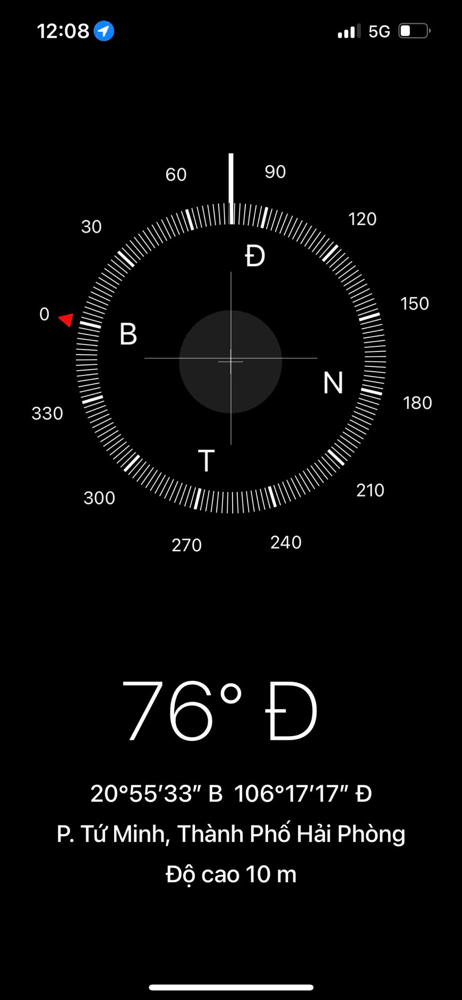 12:08 5G
60 90
30 120
0 150
Đ
B
N
330 180
T
300 210
270 240
76° Đ
20°55′33″ B 106°17′17″ Đ
P. Tứ Minh, Thành Phố Hải Phòng
Độ cao 10 m